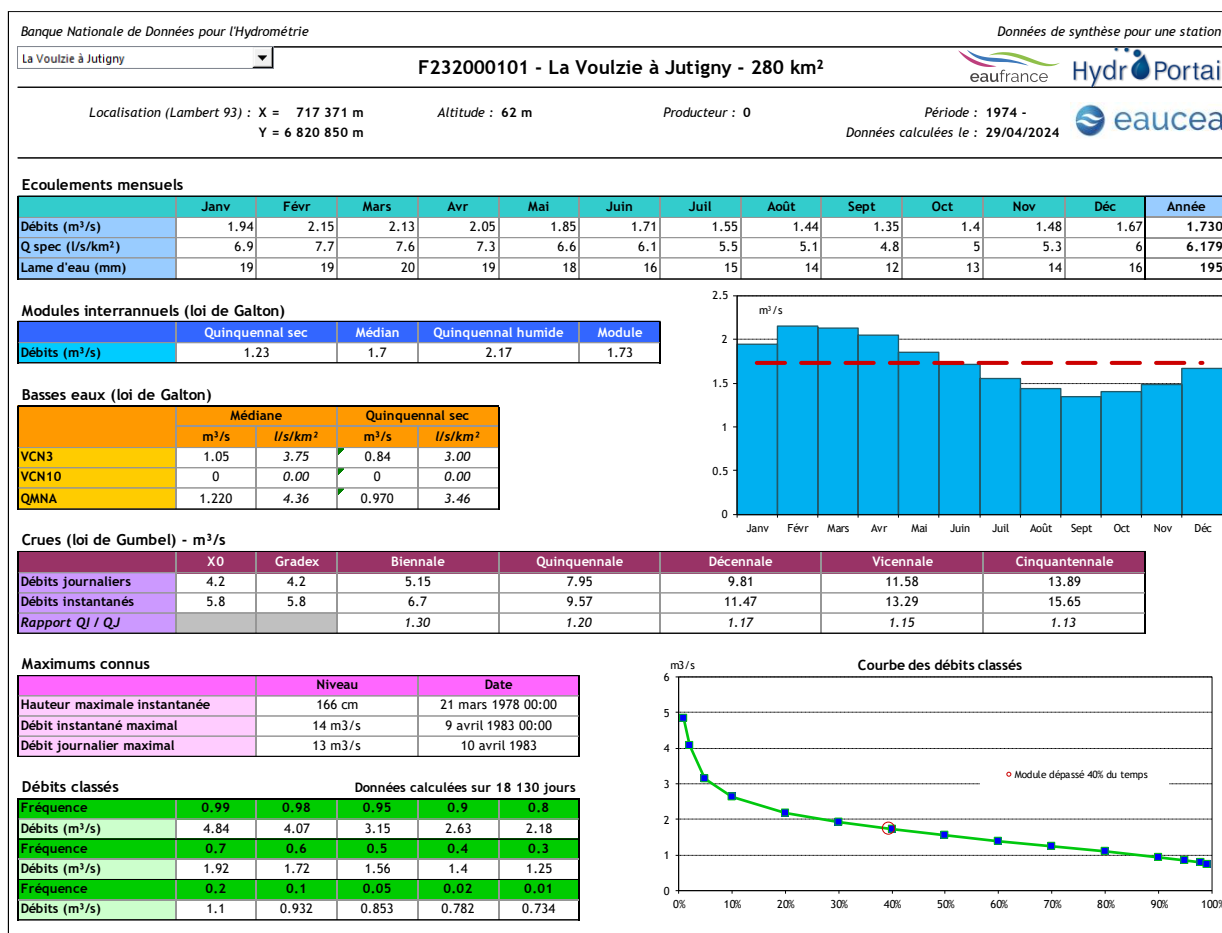 Banque Nationale de Données pour l'Hydrométrie Données de synthèse pour une station
La Voulzie à Jutigny
F232000101 - La Voulzie à Jutigny - 280 km²
eaufrance HydrPortail
Localisation (Lambert 93) : X = 717 371 m Altitude : 62 m Producteur : 0 Période : 1974 -
Y = 6 820 850 m Données calculées le : 29/04/2024
eaucea
Ecoulements mensuels
Janv Févr Mars Avr Mai Juin Juil Août Sept Oct Nov Déc Année
Débits (m³/s) 1.94 2.15 2.13 2.05 1.85 1.71 1.55 1.44 1.35 1.4 1.48 1.67 1.730
Q spec (l/s/km²) 6.9 7.7 7.6 7.3 6.6 6.1 5.5 5.1 4.8 5 5.3 6 6.179
Lame d'eau (mm) 19 19 20 19 18 16 15 14 12 13 14 16 195
Modules interrannuels (loi de Galton)
Quinquennal sec Médian Quinquennal humide Module
Débits (m³/s) 1.23 1.7 2.17 1.73
Basses eaux (loi de Galton)
Médiane Quinquennal sec
m³/s l/s/km² m³/s l/s/km²
VCN3 1.05 3.75 0.84 3.00
VCN10 0 0.00 0 0.00
QMNA 1.220 4.36 0.970 3.46
m³/s
2.5
2
1.5
1
0.5
0
Janv Févr Mars Avr Mai Juin Juil Août Sept Oct Nov Déc
Crues (loi de Gumbel) - m³/s
X0 Gradex Biennale Quinquennale Décennale Vicennale Cinquantennale
Débits journaliers 4.2 4.2 5.15 7.95 9.81 11.58 13.89
Débits instantanés 5.8 5.8 6.7 9.57 11.47 13.29 15.65
Rapport QI / QJ 1.30 1.20 1.17 1.15 1.13
Maximums connus
Niveau Date
Hauteur maximale instantanée 166 cm 21 mars 1978 00:00
Débit instantané maximal 14 m3/s 9 avril 1983 00:00
Débit journalier maximal 13 m3/s 10 avril 1983
Débits classés Données calculées sur 18 130 jours
Fréquence 0.99 0.98 0.95 0.9 0.8
Débits (m³/s) 4.84 4.07 3.15 2.63 2.18
Fréquence 0.7 0.6 0.5 0.4 0.3
Débits (m³/s) 1.92 1.72 1.56 1.4 1.25
Fréquence 0.2 0.1 0.05 0.02 0.01
Débits (m³/s) 1.1 0.932 0.853 0.782 0.734
m3/s Courbe des débits classés
6
5
4
3
2
1
0
Module dépassé 40% du temps
0% 10% 20% 30% 40% 50% 60% 70% 80% 90% 100%